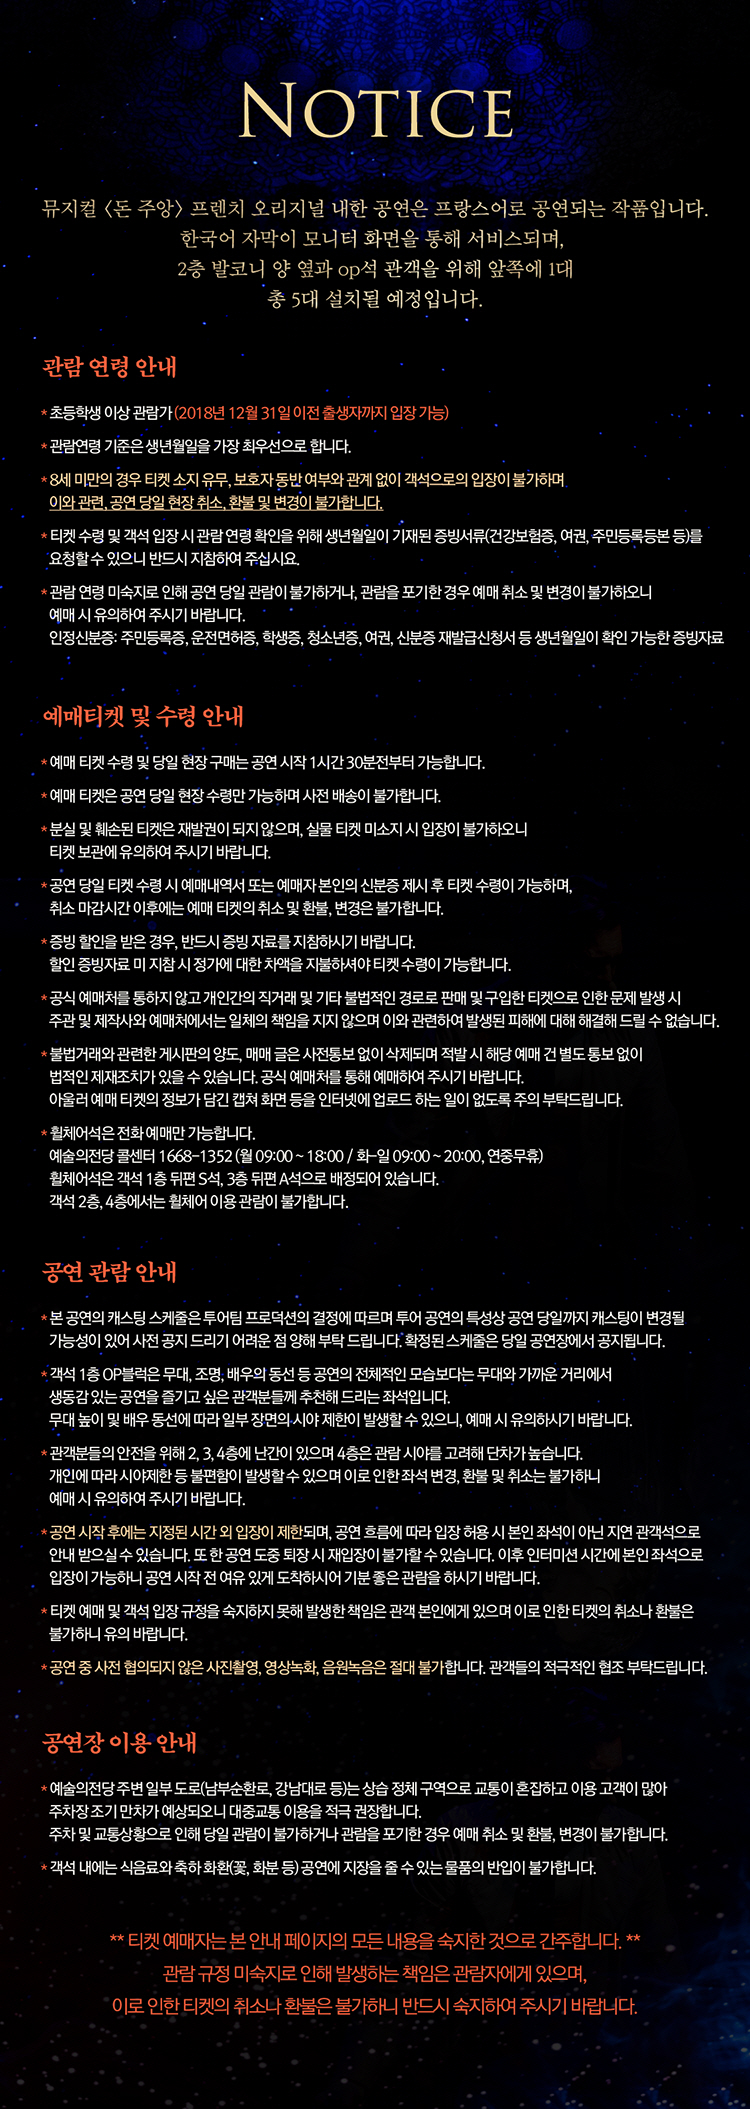 NOTICE
뮤지컬 <돈 주앙> 프렌치 오리지널 내한 공연은 프랑스어로 공연되는 작품입니다.
한국어 자막이 모니터 화면을 통해 서비스되며,
2층 발코니 양 옆과 op석 관객을 위해 앞쪽에 1대
총 5대 설치될 예정입니다.
관람 연령 안내
* 초등학생 이상 관람가 (2018년 12월 31일 이전 출생자까지 입장 가능)
* 관람연령 기준은 생년월일을 가장 최우선으로 합니다.
* 8세 미만의 경우 티켓 소지 유무, 보호자 동반 여부와 관계 없이 객석으로의 입장이 불가하며
이와 관련, 공연 당일 현장 취소, 환불 및 변경이 불가합니다.
* 티켓 수령 및 객석 입장 시 관람 연령 확인을 위해 생년월일이 기재된 증빙서류(건강보험증, 여권, 주민등록등본 등)를
요청할 수 있으니 반드시 지참하여 주십시요.
* 관람 연령 미숙지로 인해 공연 당일 관람이 불가하거나, 관람을 포기한 경우 예매 취소 및 변경이 불가하오니
예매 시 유의하여 주시기 바랍니다.
인정신분증: 주민등록증, 운전면허증, 학생증, 청소년증, 여권, 신분증 재발급신청서 등 생년월일이 확인 가능한 증빙자료
예매티켓 및 수령 안내
* 예매 티켓 수령 및 당일 현장 구매는 공연 시작 1시간 30분전부터 가능합니다.
* 예매 티켓은 공연 당일 현장 수령만 가능하며 사전 배송이 불가합니다.
* 분실 및 훼손된 티켓은 재발권이 되지 않으며, 실물 티켓 미소지 시 입장이 불가하오니
티켓 보관에 유의하여 주시기 바랍니다.
* 공연 당일 티켓 수령 시 예매내역서 또는 예매자 본인의 신분증 제시 후 티켓 수령이 가능하며,
취소 마감시간 이후에는 예매 티켓의 취소 및 환불, 변경은 불가합니다.
* 증빙 할인을 받은 경우, 반드시 증빙 자료를 지참하시기 바랍니다.
할인 증빙자료 미 지참 시 정가에 대한 차액을 지불하셔야 티켓 수령이 가능합니다.
* 공식 예매처를 통하지 않고 개인간의 직거래 및 기타 불법적인 경로로 판매 및 구입한 티켓으로 인한 문제 발생 시
주관 및 제작사와 예매처에서는 일체의 책임을 지지 않으며 이와 관련하여 발생된 피해에 대해 해결해 드릴 수 없습니다.
* 불법거래와 관련한 게시판의 양도, 매매 글은 사전통보 없이 삭제되며 적발 시 해당 예매 건 별도 통보 없이
법적인 제재조치가 있을 수 있습니다. 공식 예매처를 통해 예매하여 주시기 바랍니다.
아울러 예매 티켓의 정보가 담긴 캡쳐 화면 등을 인터넷에 업로드 하는 일이 없도록 주의 부탁드립니다.
* 휠체어석은 전화 예매만 가능합니다.
예술의전당 콜센터 1668-1352 (월 09:00 ~ 18:00 / 화-일 09:00 ~ 20:00, 연중무휴)
휠체어석은 객석 1층 뒤편 S석, 3층 뒤편 A석으로 배정되어 있습니다.
객석 2층, 4층에서는 휠체어 이용 관람이 불가합니다.
공연 관람 안내
* 본 공연의 캐스팅 스케줄은 투어팀 프로덕션의 결정에 따르며 투어 공연의 특성상 공연 당일까지 캐스팅이 변경될
가능성이 있어 사전 공지 드리기 어려운 점 양해 부탁 드립니다. 확정된 스케줄은 당일 공연장에서 공지됩니다.
* 객석 1층 OP블럭은 무대, 조명, 배우의 동선 등 공연의 전체적인 모습보다는 무대와 가까운 거리에서
생동감 있는 공연을 즐기고 싶은 관객분들께 추천해 드리는 좌석입니다.
무대 높이 및 배우 동선에 따라 일부 장면의 시야 제한이 발생할 수 있으니, 예매 시 유의하시기 바랍니다.
* 관객분들의 안전을 위해 2, 3, 4층에 난간이 있으며 4층은 관람 시야를 고려해 단차가 높습니다.
개인에 따라 시야제한 등 불편함이 발생할 수 있으며 이로 인한 좌석 변경, 환불 및 취소는 불가하니
예매 시 유의하여 주시기 바랍니다.
* 공연 시작 후에는 지정된 시간 외 입장이 제한되며, 공연 흐름에 따라 입장 허용 시 본인 좌석이 아닌 지연 관객석으로
안내 받으실 수 있습니다. 또 한 공연 도중 퇴장 시 재입장이 불가할 수 있습니다. 이후 인터미션 시간에 본인 좌석으로
입장이 가능하니 공연 시작 전 여유 있게 도착하시어 기분 좋은 관람을 하시기 바랍니다.
* 티켓 예매 및 객석 입장 규정을 숙지하지 못해 발생한 책임은 관객 본인에게 있으며 이로 인한 티켓의 취소나 환불은
불가하니 유의 바랍니다.
* 공연 중 사전 협의되지 않은 사진촬영, 영상녹화, 음원녹음은 절대 불가합니다. 관객들의 적극적인 협조 부탁드립니다.
공연장 이용 안내
* 예술의전당 주변 일부 도로(남부순환로, 강남대로 등)는 상습 정체 구역으로 교통이 혼잡하고 이용 고객이 많아
주차장 조기 만차가 예상되오니 대중교통 이용을 적극 권장합니다.
주차 및 교통상황으로 인해 당일 관람이 불가하거나 관람을 포기한 경우 예매 취소 및 환불, 변경이 불가합니다.
* 객석 내에는 식음료와 축하 화환(꽃, 화분 등) 공연에 지장을 줄 수 있는 물품의 반입이 불가합니다.
** 티켓 예매자는 본 안내 페이지의 모든 내용을 숙지한 것으로 간주합니다. **
관람 규정 미숙지로 인해 발생하는 책임은 관람자에게 있으며,
이로 인한 티켓의 취소나 환불은 불가하니 반드시 숙지하여 주시기 바랍니다.